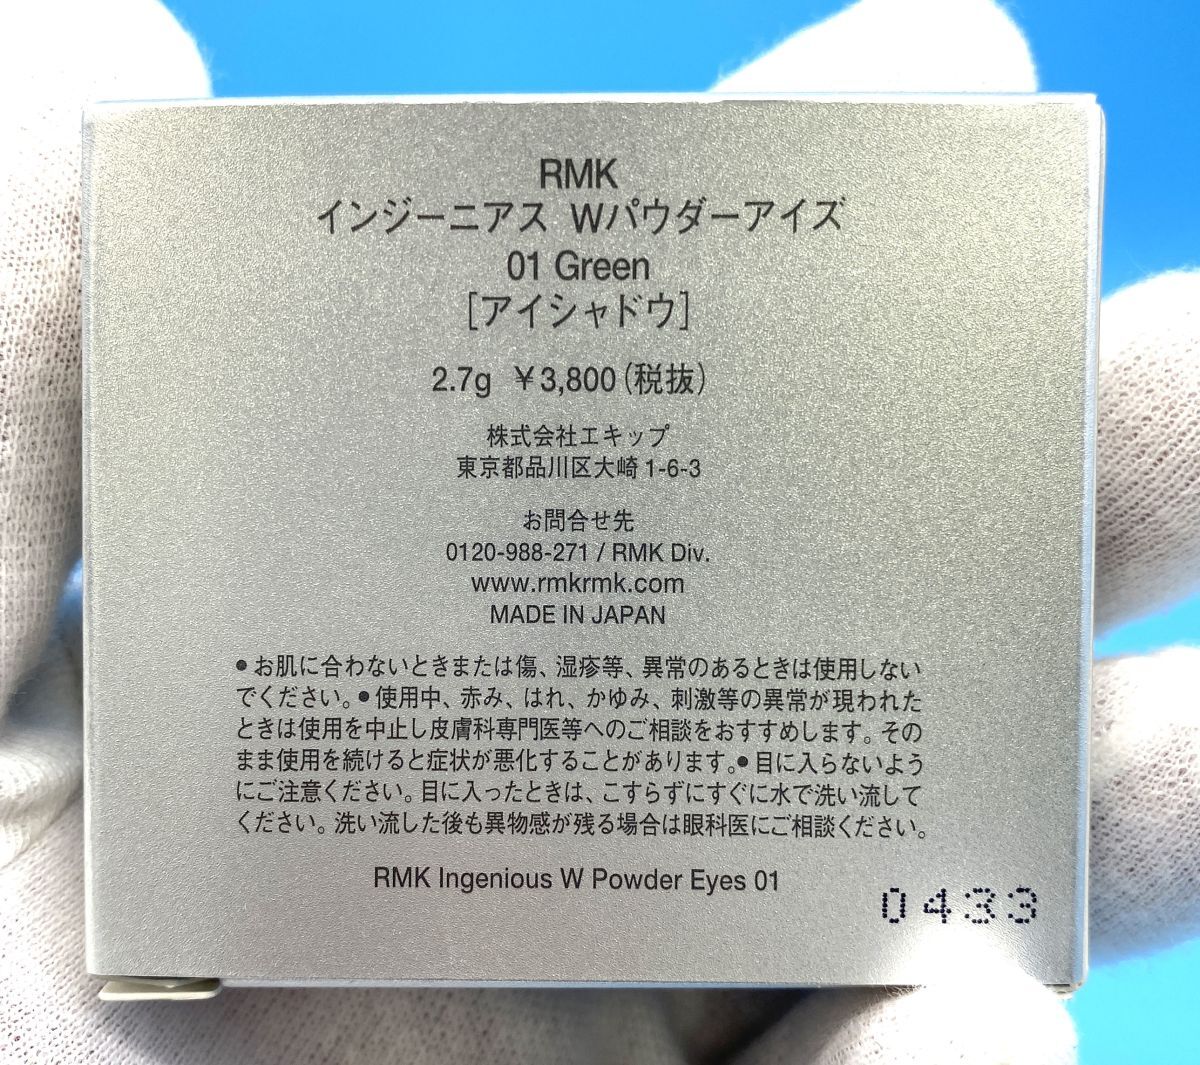 RMK
インジーニアス Wパウダーアイズ
01 Green
[アイシャドウ]
2.7g ¥3,800(税抜)
株式会社エキップ
東京都品川区大崎1-6-3
お問合せ先
0120-988-271 / RMK Div.
www.rmkrmk.com
MADE IN JAPAN
●お肌に合わないときまたは傷、湿疹等、異常のあるときは使用しない
でください。●使用中、赤み、はれ、かゆみ、刺激等の異常が現われた
ときは使用を中止し皮膚科専門医等へのご相談をおすすめします。その
まま使用を続けると症状が悪化することがあります。●目に入らないよう
にご注意ください。目に入ったときは、こすらずにすぐに水で洗い流して
ください。洗い流した後も異物感が残る場合は眼科医にご相談ください。
RMK Ingenious W Powder Eyes 01
0433